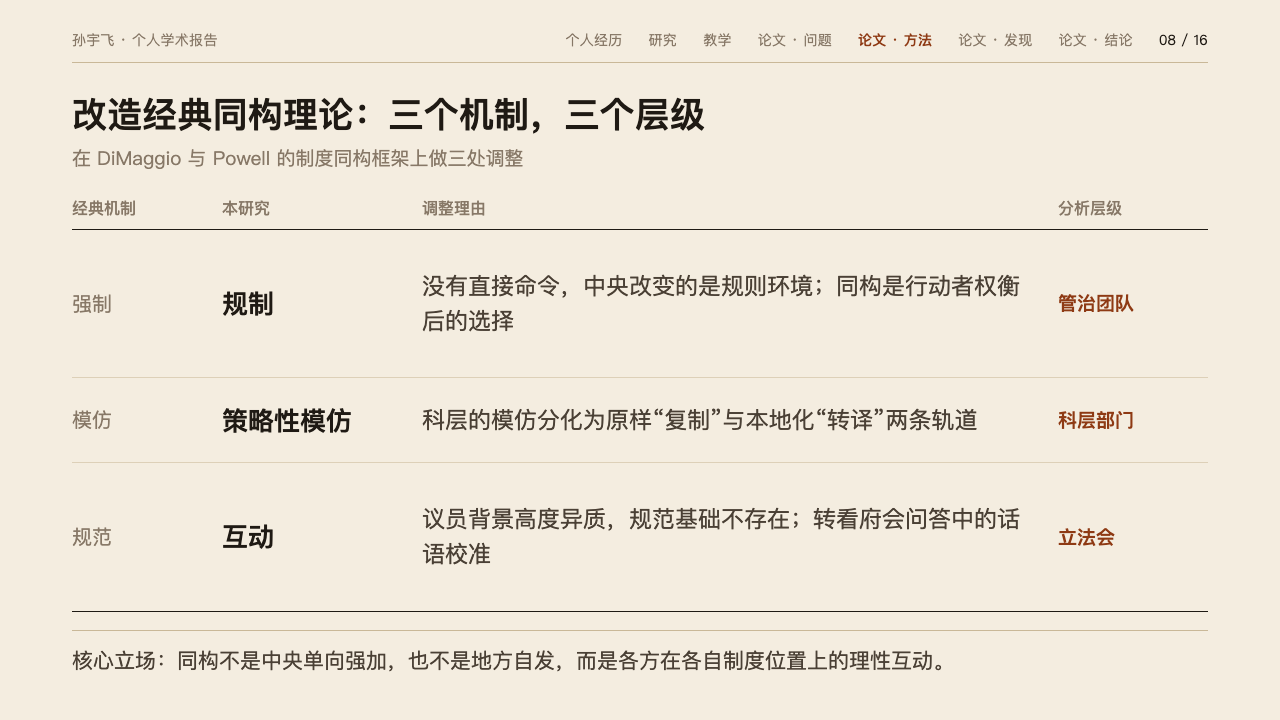 孙宇飞 · 个人学术报告
个人经历 研究 教学 论文 · 问题 论文 · 方法 论文 · 发现 论文 · 结论 08 / 16
改造经典同构理论：三个机制，三个层级
在 DiMaggio 与 Powell 的制度同构框架上做三处调整
经典机制 本研究 调整理由 分析层级
强制 规制 没有直接命令，中央改变的是规则环境；同构是行动者权衡
后的选择 管治团队
模仿 策略性模仿 科层的模仿分化为原样“复制”与本地化“转译”两条轨道 科层部门
规范 互动 议员背景高度异质，规范基础不存在；转看府会问答中的话
语校准 立法会
核心立场：同构不是中央单向强加，也不是地方自发，而是各方在各自制度位置上的理性互动。